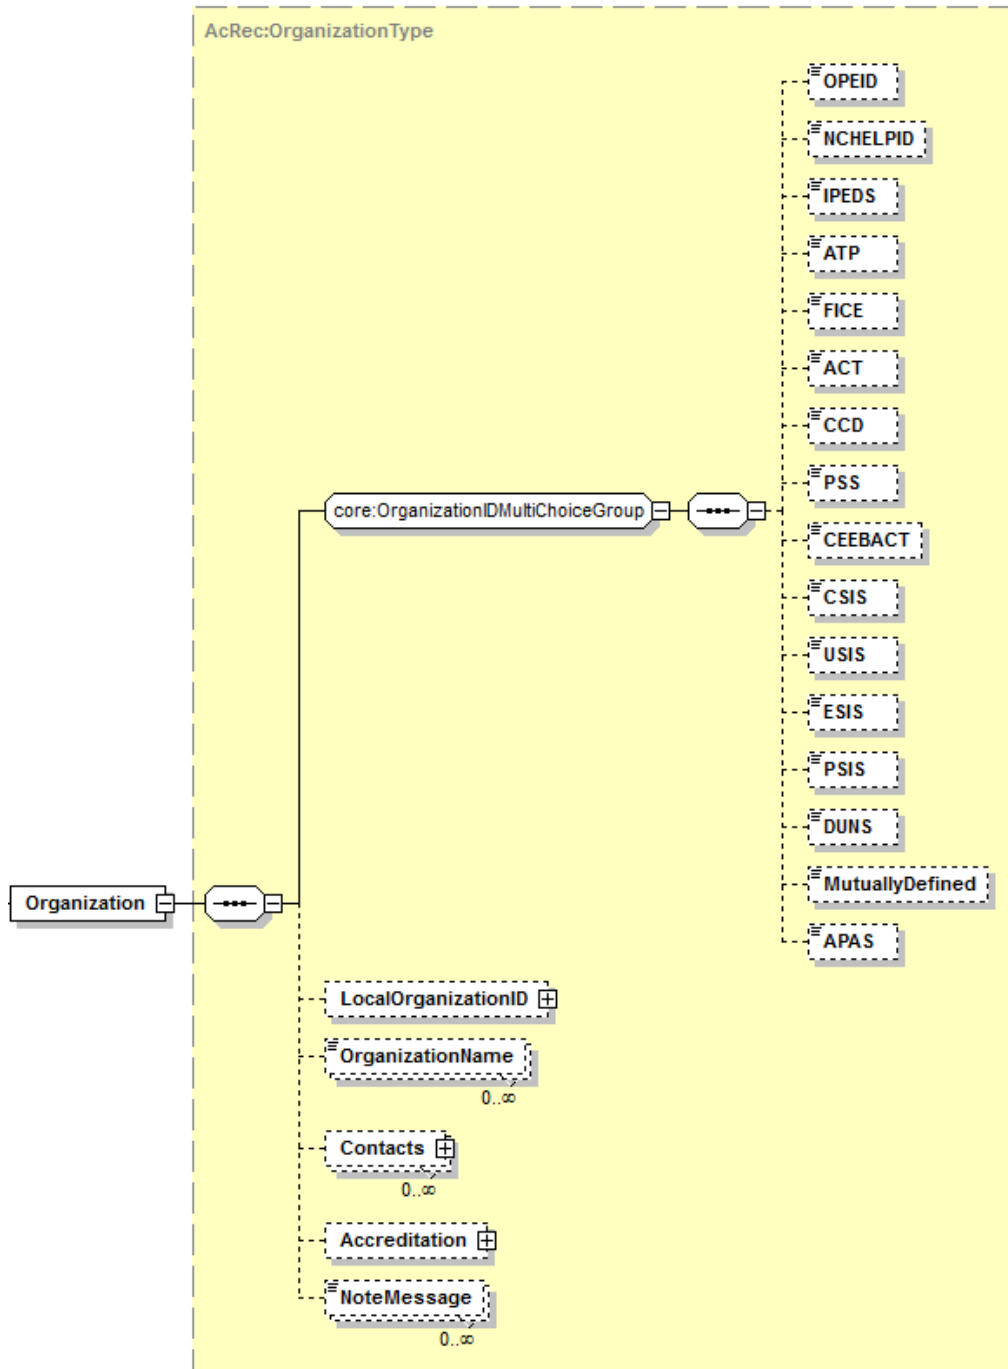 AcRec:OrganizationType
OPEID
NCHELPID
IPEDS
ATP
FICE
ACT
CCD
PSS
core:OrganizationIDMultiChoiceGroup
CEEBACT
CSIS
USIS
ESIS
PSIS
DUNS
MutuallyDefined
Organization
APAS
LocalOrganizationID
OrganizationName
0..∞
Contacts
0..∞
Accreditation
NoteMessage
0..∞